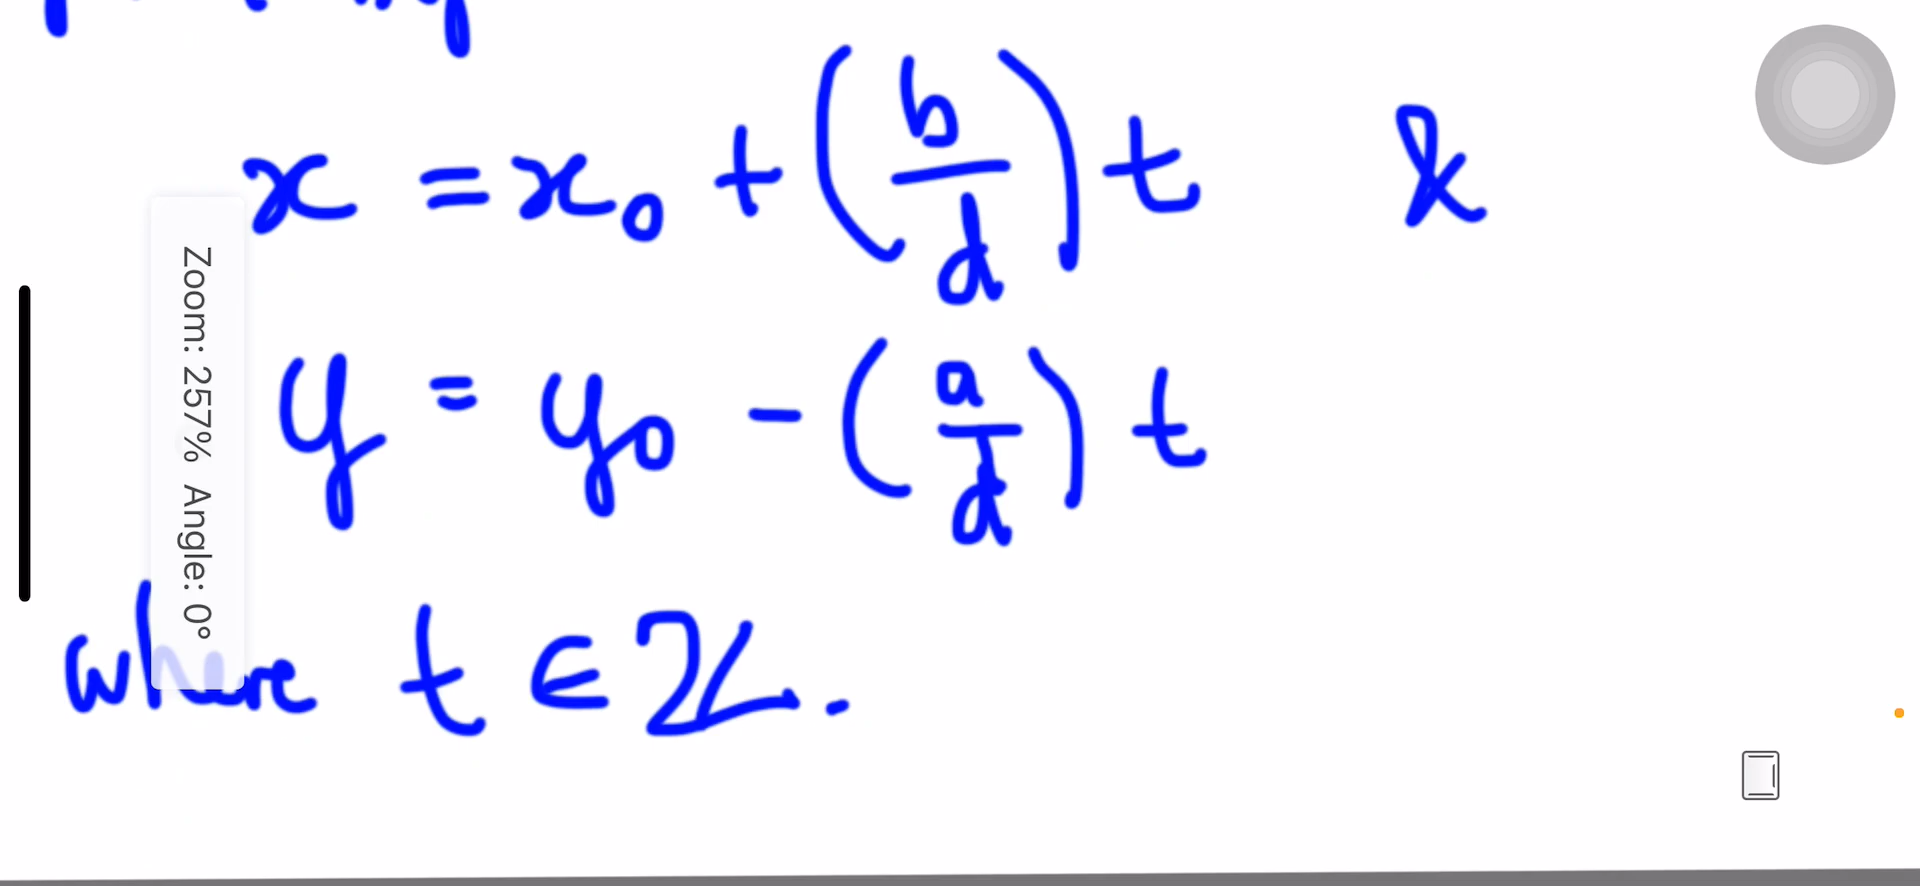 x = x₀ + (b/d) t &
y = y₀ - (a/d) t
where t ∈ ℤ.
Zoom: 257% Angle: 0°